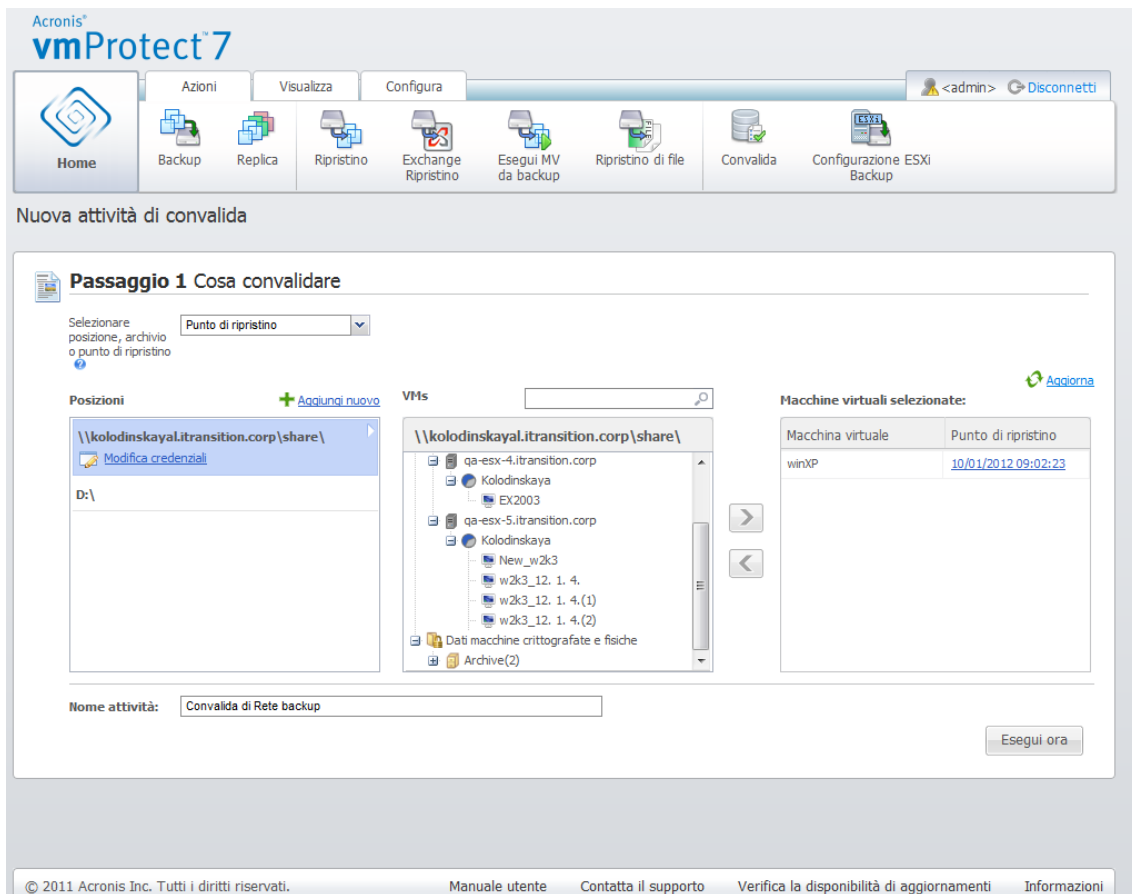 Acronis®
vmProtect™7
Azioni Visualizza Configura
<admin> Disconnetti
Home
Backup
Replica
Ripristino
Exchange Ripristino
Esegui MV da backup
Ripristino di file
Convalida
Configurazione ESXi Backup
Nuova attività di convalida
Passaggio 1 Cosa convalidare
Selezionare
posizione, archivio
o punto di ripristino
Punto di ripristino
Aggiorna
Posizioni
Aggiungi nuovo
\\kolodinskayal.itransition.corp\share\
Modifica credenziali
D:\
VMs
\\kolodinskayal.itransition.corp\share\
qa-esx-4.itransition.corp
Kolodinskaya
EX2003
qa-esx-5.itransition.corp
Kolodinskaya
New_w2k3
w2k3_12. 1. 4.
w2k3_12. 1. 4.(1)
w2k3_12. 1. 4.(2)
Dati macchine crittografate e fisiche
Archive(2)
Macchine virtuali selezionate:
Macchina virtuale Punto di ripristino
winXP 10/01/2012 09:02:23
Nome attività: Convalida di Rete backup
Esegui ora
© 2011 Acronis Inc. Tutti i diritti riservati. Manuale utente Contatta il supporto Verifica la disponibilità di aggiornamenti Informazioni